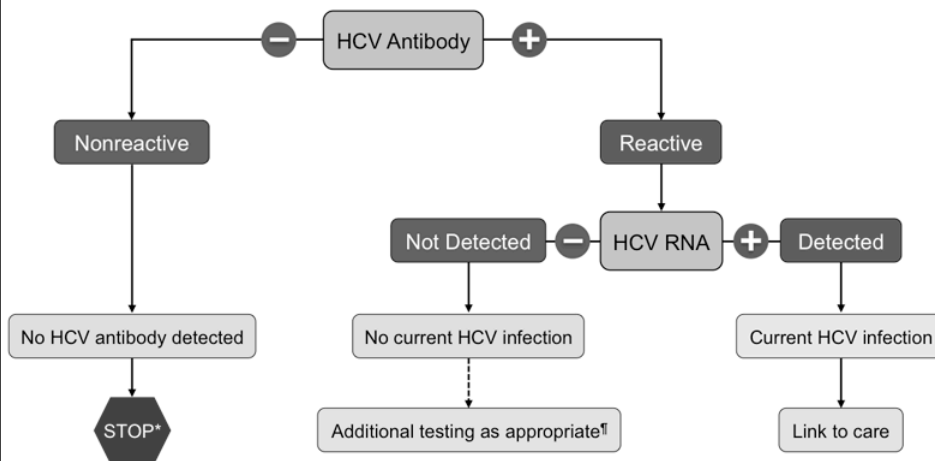 HCV Antibody
Nonreactive
Reactive
Not Detected
HCV RNA
Detected
No HCV antibody detected
No current HCV infection
Current HCV infection
STOP*
Additional testing as appropriate¶
Link to care